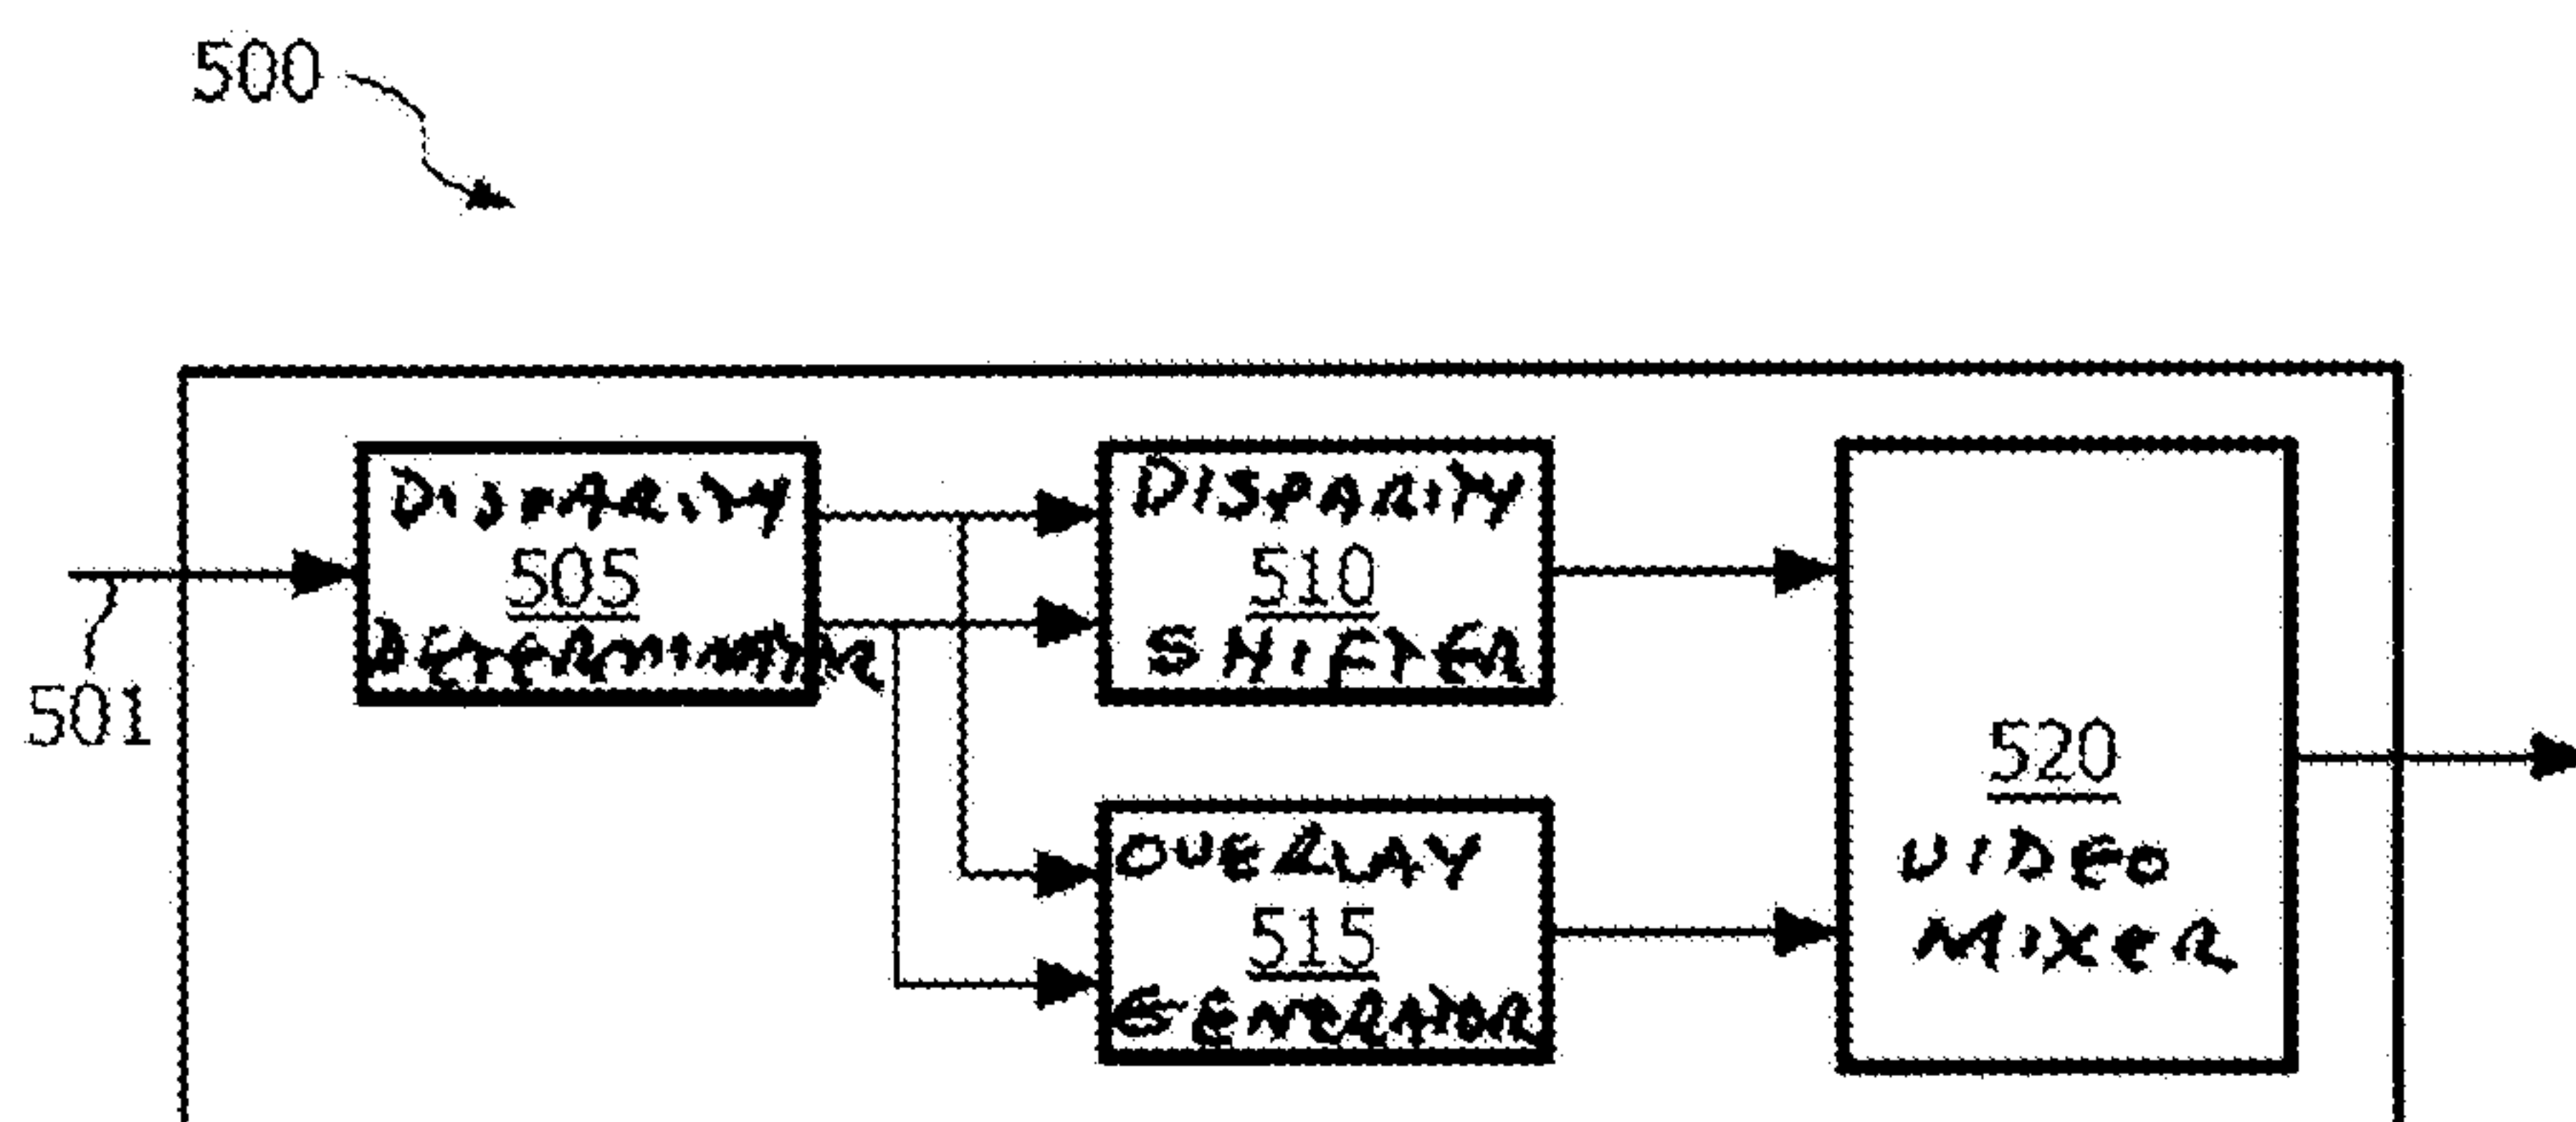 500
501
DISPARITY
505
DETERMINATOR
DISPARITY
510
SHIFTER
OVERLAY
515
GENERATOR
520
VIDEO
MIXER